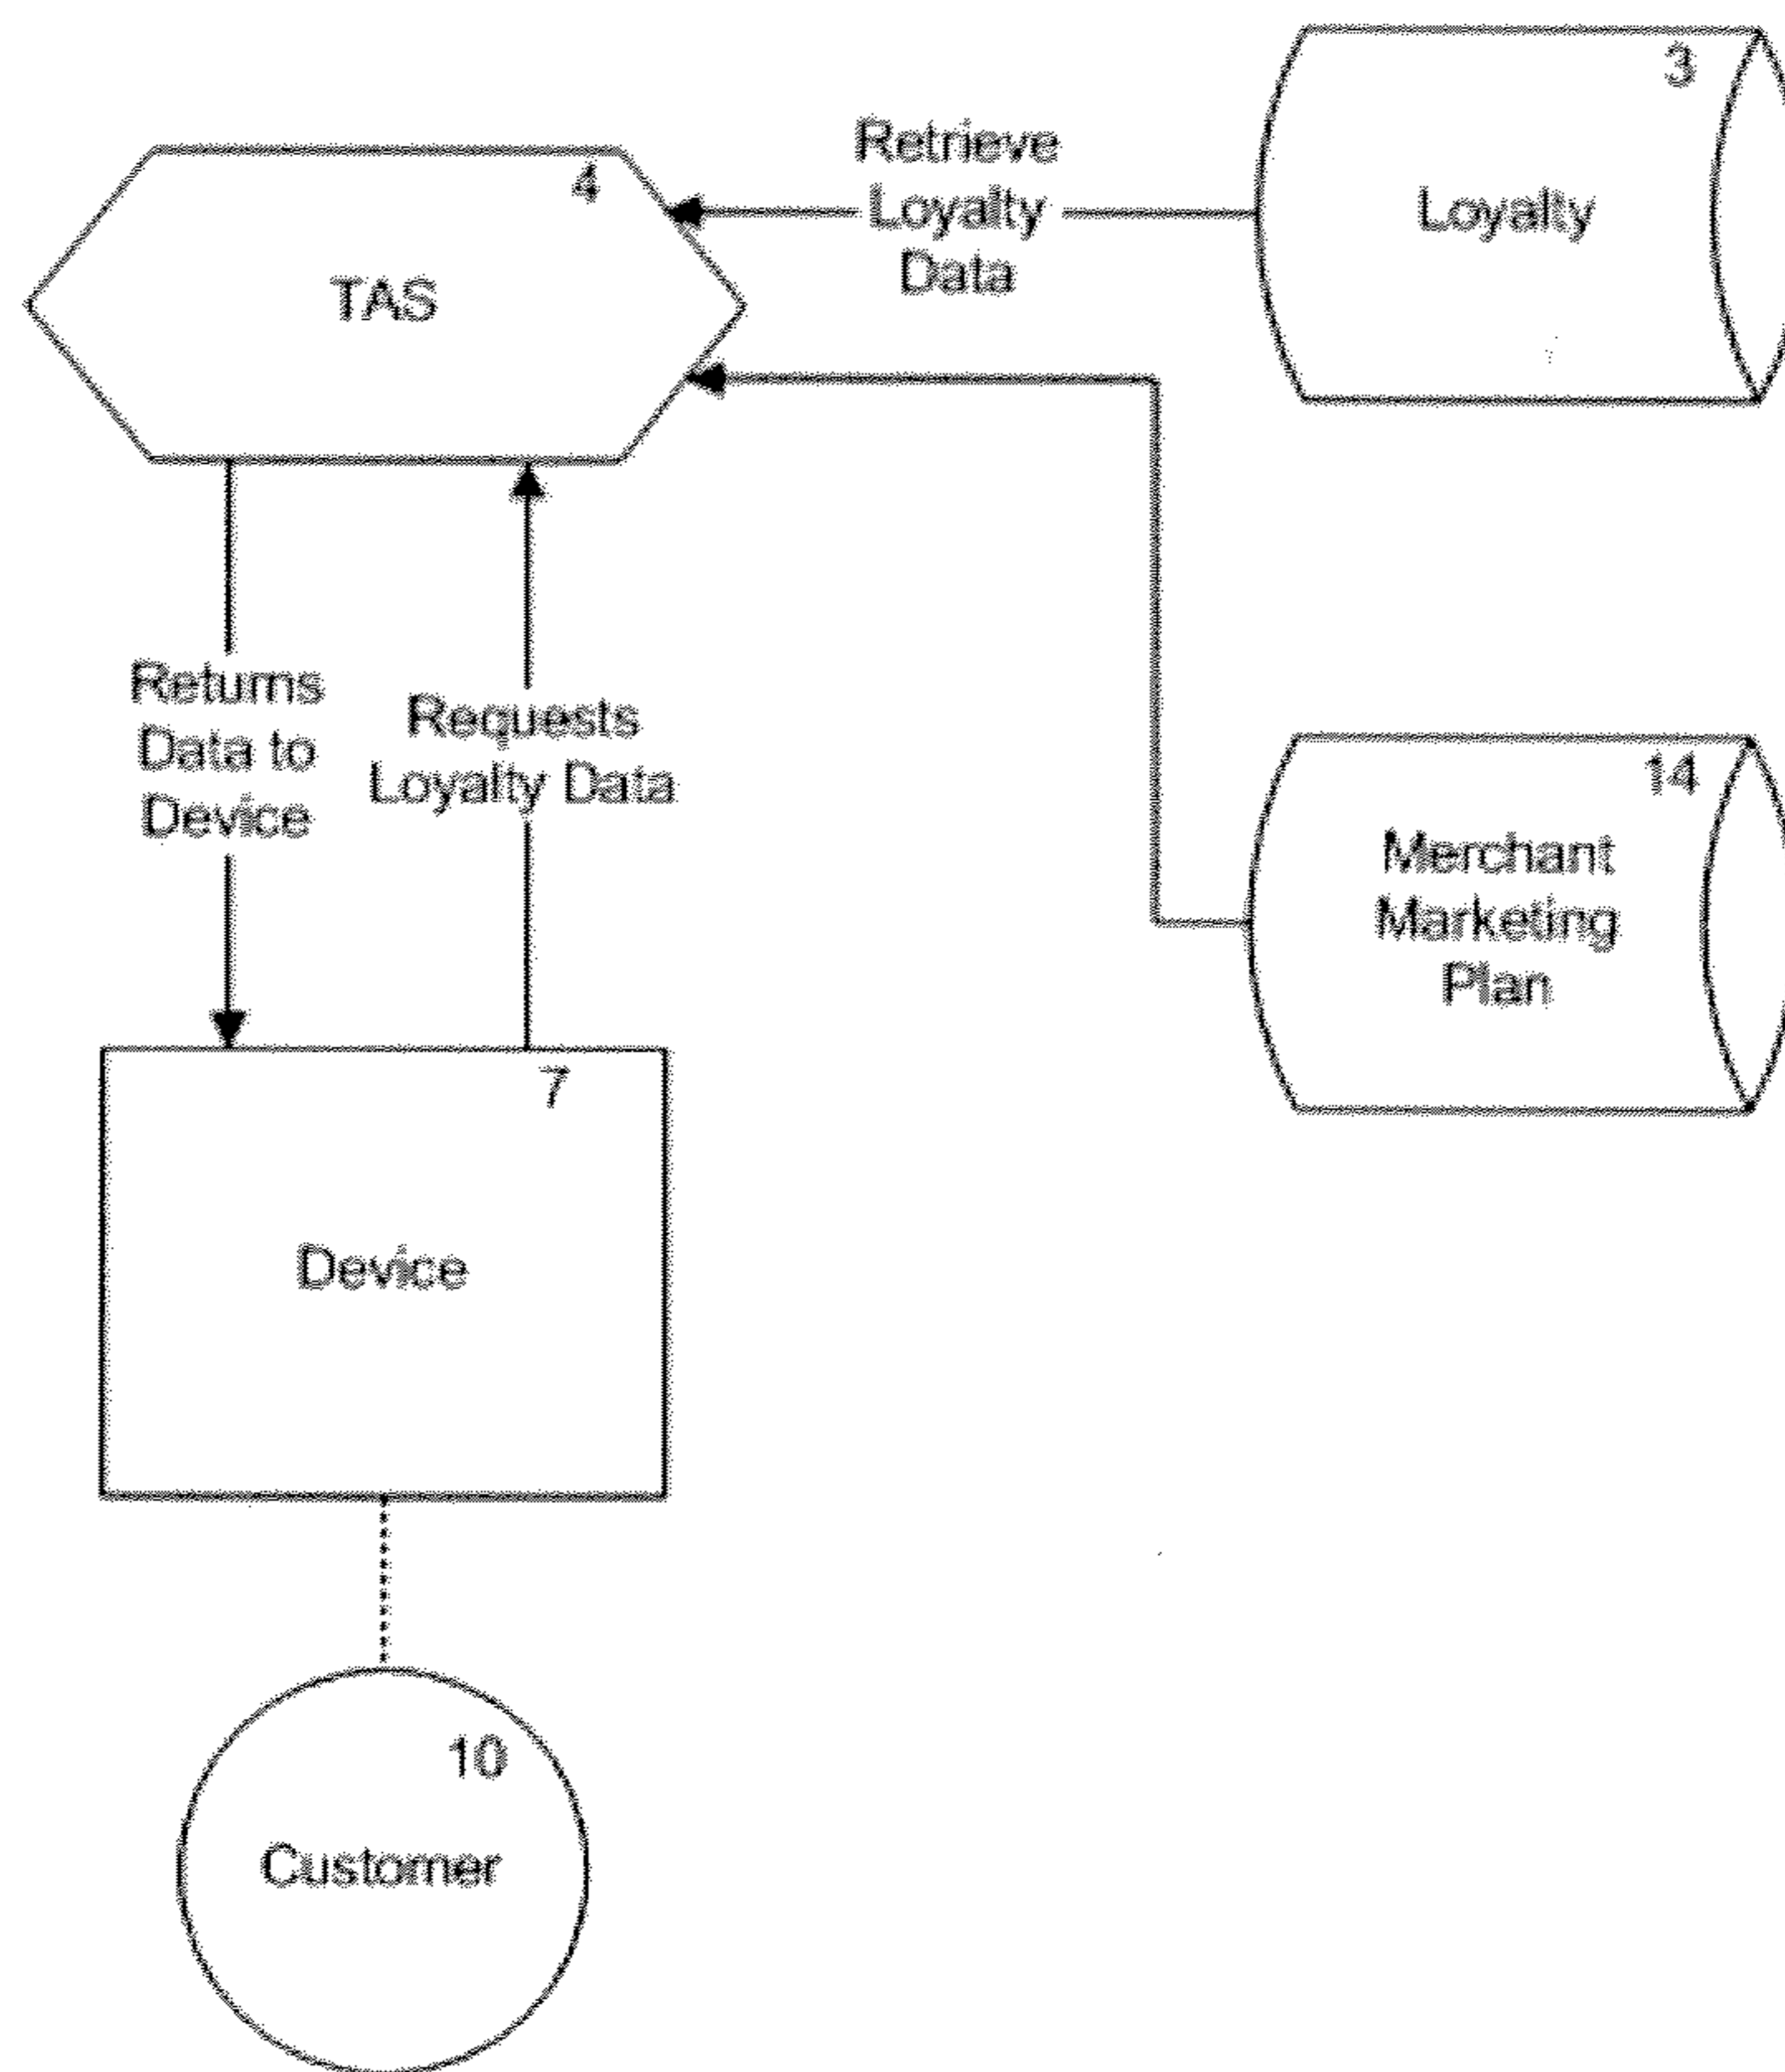 3
Retrieve
Loyalty
Data
Loyalty
4
TAS
Returns
Data to
Device
Requests
Loyalty Data
14
Merchant
Marketing
Plan
7
Device
10
Customer